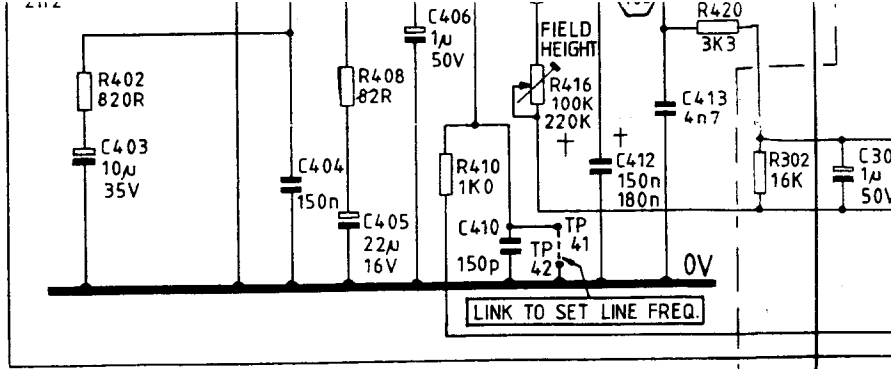 2n2
C406
1µ
50V
FIELD
HEIGHT
R420
3K3
R402
820R
R408
82R
R416
100K
220K
C413
4n7
C403
10µ
35V
C404
150n
R410
1K0
C412
150n
180n
R302
16K
C30
1µ
50V
C405
22µ
16V
C410
150p
TP
41
TP
42
0V
LINK TO SET LINE FREQ.